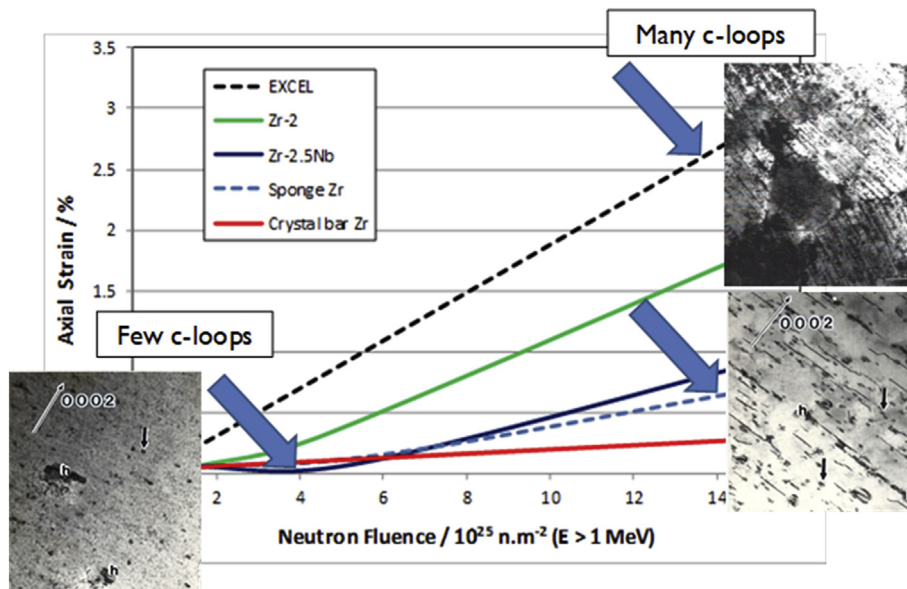 Many c-loops
3.5
3
2.5
2
1.5
EXCEL
Zr-2
Zr-2.5Nb
Sponge Zr
Crystal bar Zr
Axial Strain / %
Few c-loops
0002
h
h
0002
h
2
4
6
8
10
12
14
Neutron Fluence / 10²⁵ n.m⁻² (E > 1 MeV)